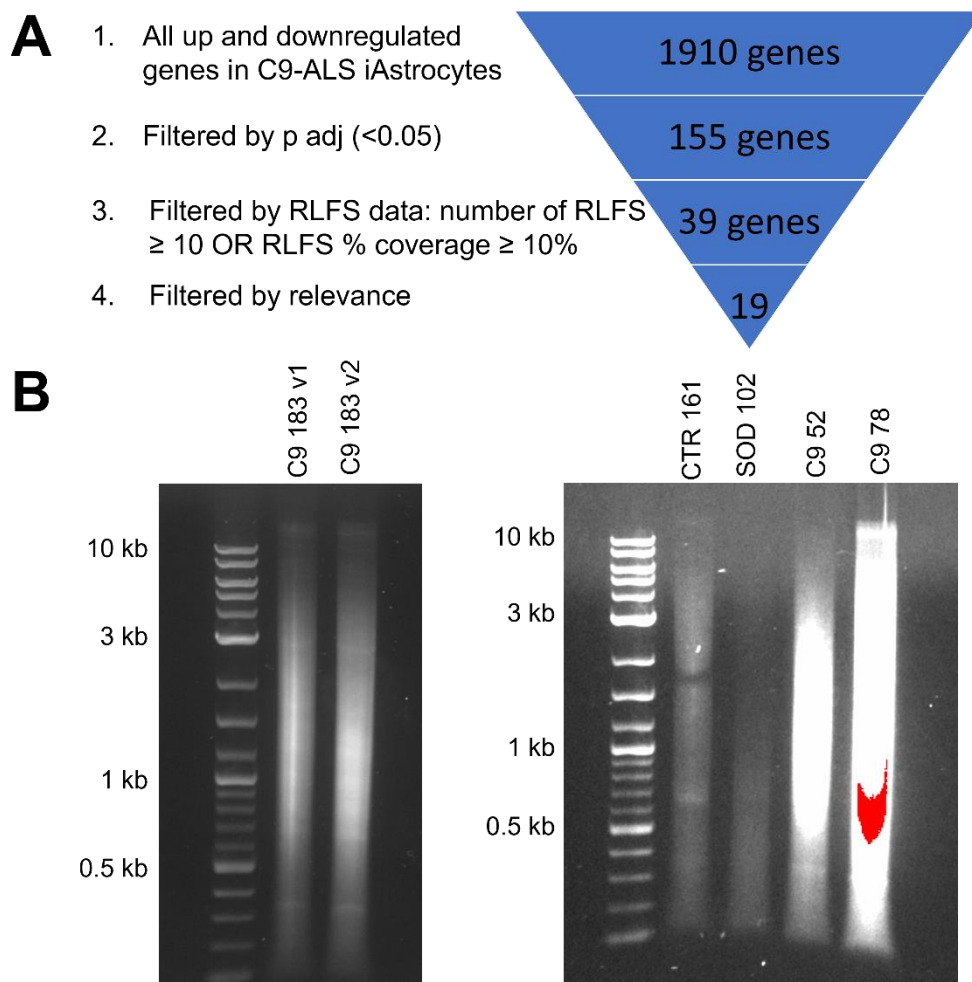 A
1. All up and downregulated
genes in C9-ALS iAstrocytes
2. Filtered by p adj (<0.05)
3. Filtered by RLFS data: number of RLFS
≥ 10 OR RLFS % coverage ≥ 10%
4. Filtered by relevance
1910 genes
155 genes
39 genes
19
B
C9 183 v1
C9 183 v2
10 kb
3 kb
1 kb
0.5 kb
CTR 161
SOD 102
C9 52
C9 78
10 kb
3 kb
1 kb
0.5 kb